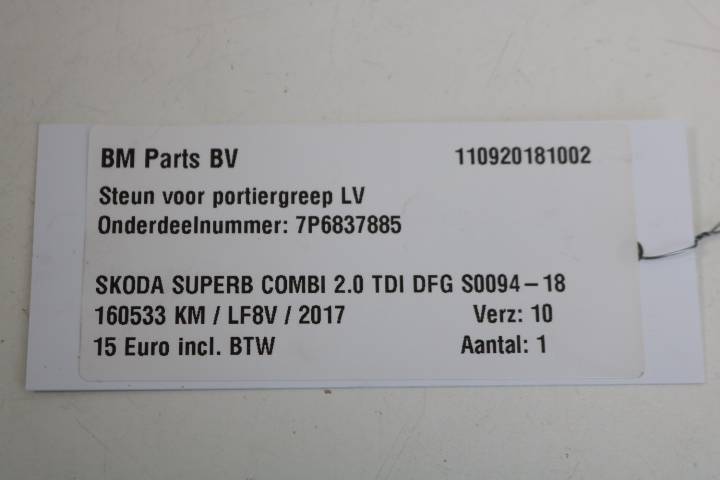 BM Parts BV 110920181002
Steun voor portiergreep LV
Onderdeelnummer: 7P6837885
SKODA SUPERB COMBI 2.0 TDI DFG S0094-18
160533 KM / LF8V / 2017 Verz: 10
15 Euro incl. BTW Aantal: 1